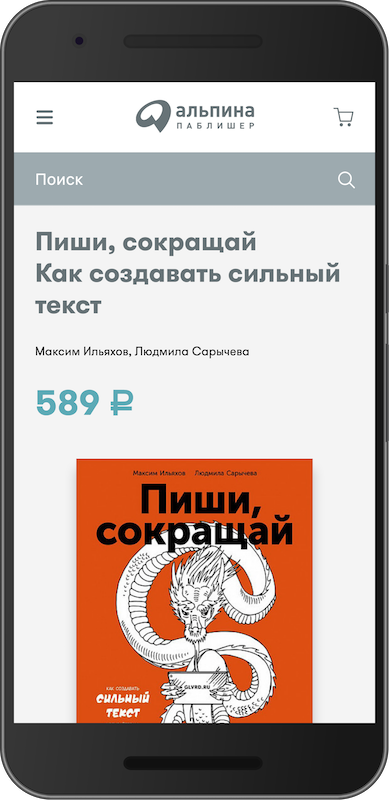 альпина
ПАБЛИШЕР
Поиск
Пиши, сокращай
Как создавать сильный
текст
Максим Ильяхов, Людмила Сарычева
589 ₽
Максим Ильяхов Людмила Сарычева
Пиши,
сокращай
GLVRD.RU
КАК СОЗДАВАТЬ
СИЛЬНЫЙ
ТЕКСТ